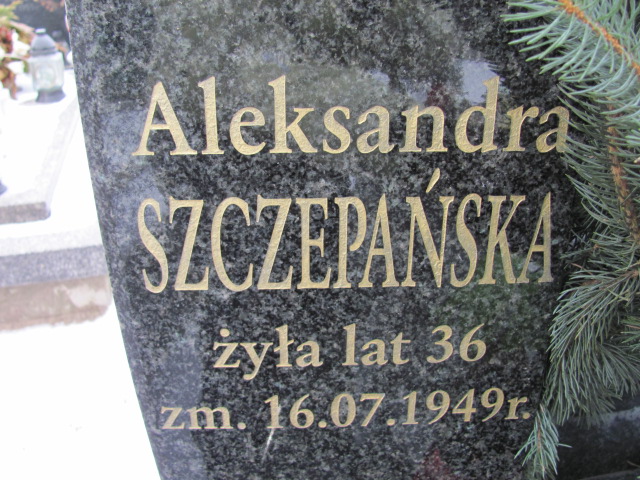 Aleksandra
SZCZEPAŃSKA
żyła lat 36
zm. 16.07.1949r.